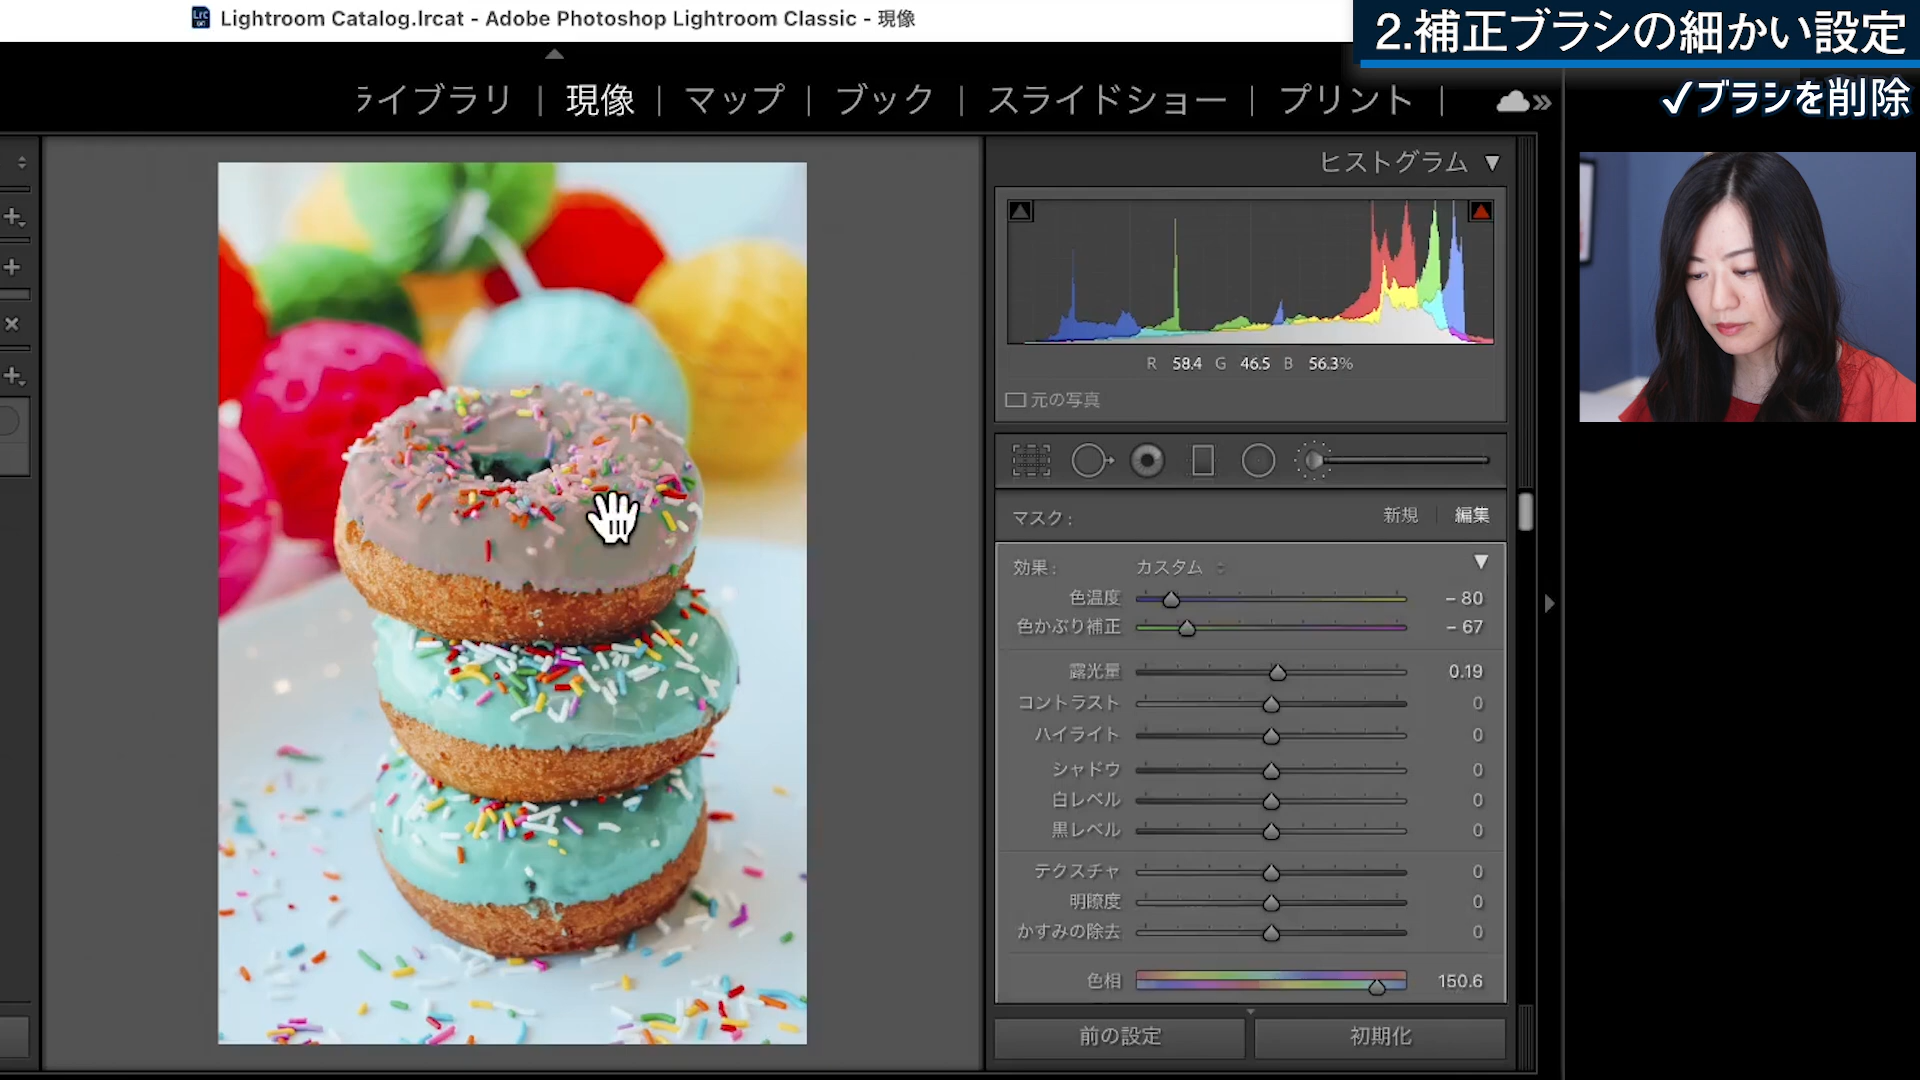 Lightroom Catalog.lrcat - Adobe Photoshop Lightroom Classic - 現像
2.補正ブラシの細かい設定
✓ブラシを削除
ライブラリ | 現像 | マップ | ブック | スライドショー | プリント |
ヒストグラム
R 58.4 G 46.5 B 56.3%
元の写真
マスク: 新規 編集
効果: カスタム
色温度 -80
色かぶり補正 -67
露光量 0.19
コントラスト 0
ハイライト 0
シャドウ 0
白レベル 0
黒レベル 0
テクスチャ 0
明瞭度 0
かすみの除去 0
色相 150.6
前の設定 初期化